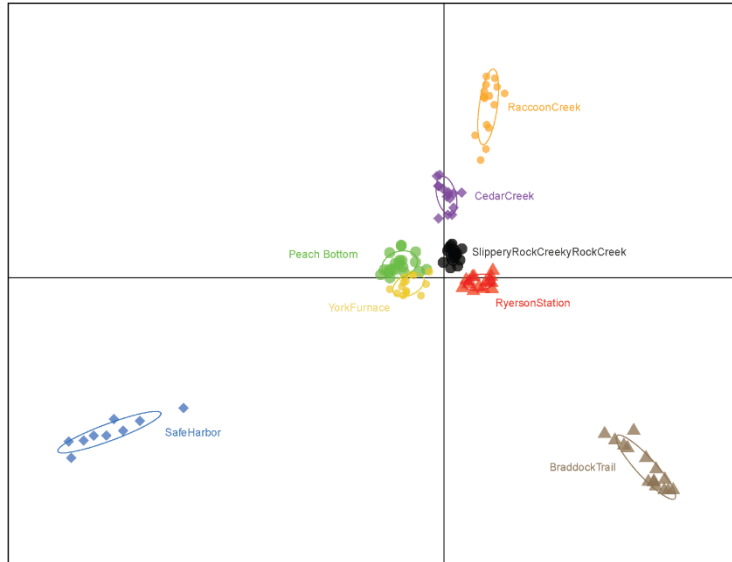 RaccoonCreek
CedarCreek
Peach Bottom
SlipperyRockCreekyRockCreek
YorkFurnace
RyersonStation
SafeHarbor
BraddockTrail